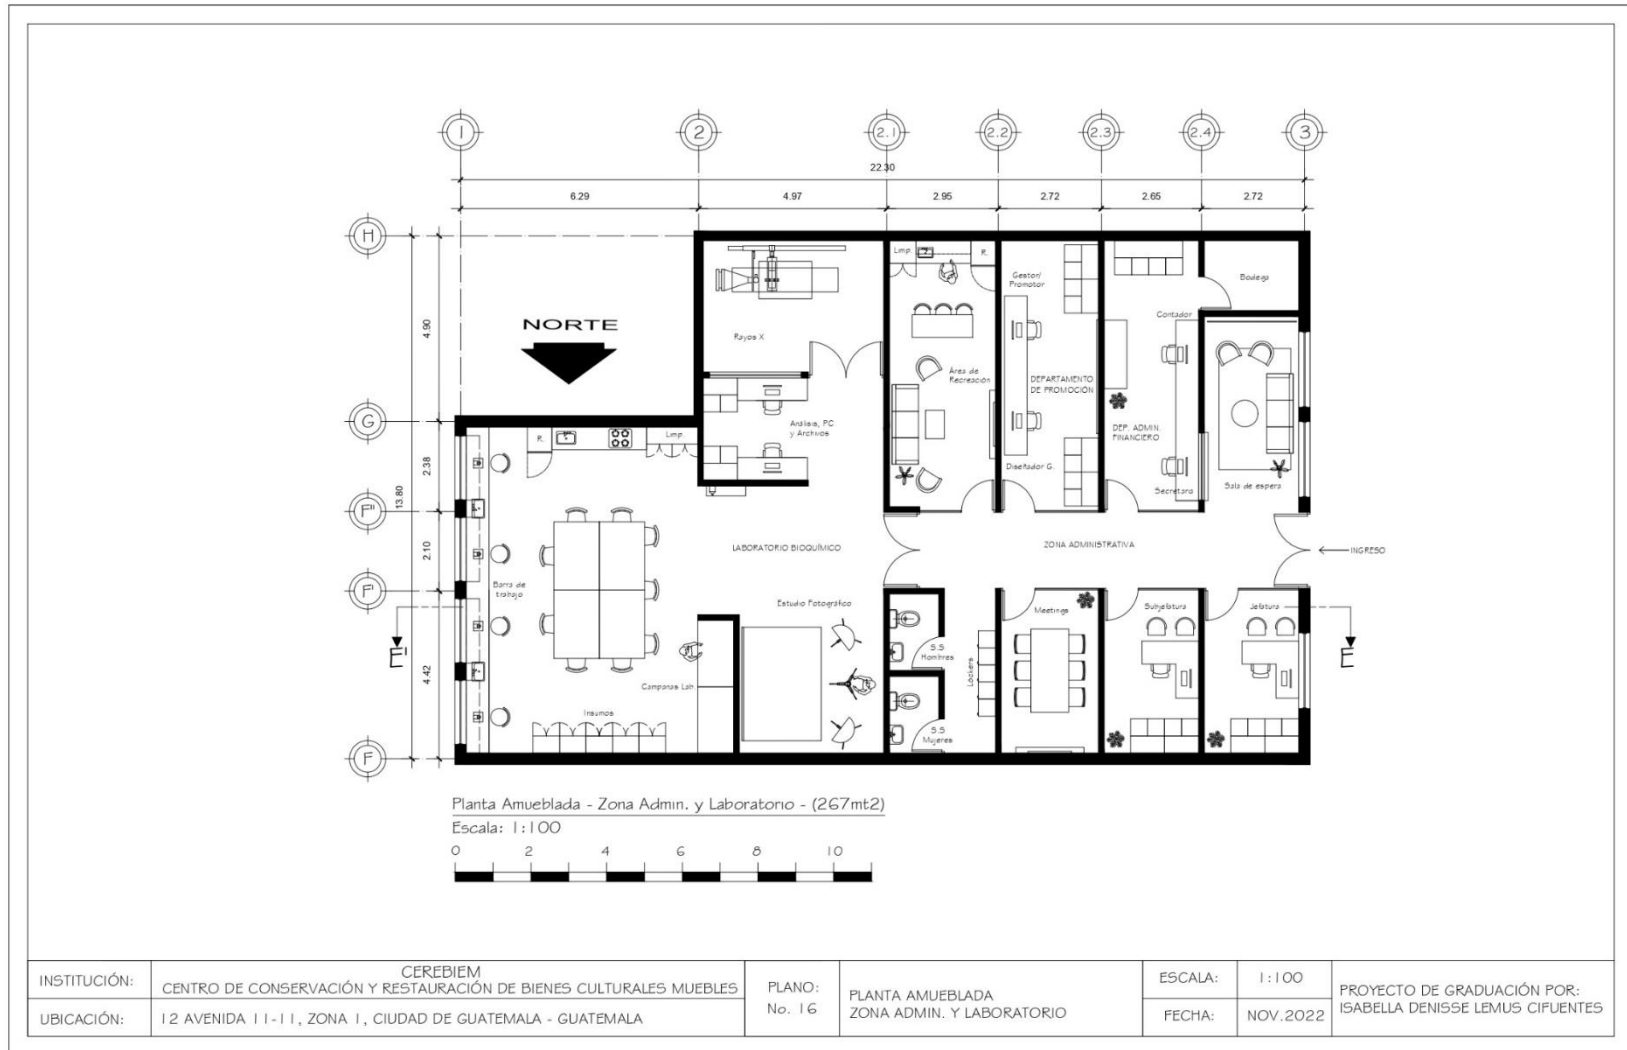 1
2
2.1
2.2
2.3
2.4
3
22.30
6.29
4.97
2.95
2.72
2.65
2.72
H
G
F"
F'
F
4.90
2.38
13.80
2.10
4.42
NORTE
Rayos X
Limp.
R.
Área de
Recreación
Gestor/
Promotor
DEPARTAMENTO
DE PROMOCIÓN
Diseñador G.
Contador
DEP. ADMIN.
FINANCIERO
Secretaria
Bodega
Sala de espera
Análisis, PC
y Archivos
R.
Limp.
LABORATORIO BIOQUÍMICO
ZONA ADMINISTRATIVA
INGRESO
Barra de
trabajo
Estudio Fotográfico
Campanas Lab.
Insumos
S.S
Hombres
S.S
Mujeres
Lockers
Meetings
Subjefatura
Jefatura
E'
E
Planta Amueblada - Zona Admin. y Laboratorio - (267mt2)
Escala: 1:100
0 2 4 6 8 10
INSTITUCIÓN:
CEREBIEM
CENTRO DE CONSERVACIÓN Y RESTAURACIÓN DE BIENES CULTURALES MUEBLES
UBICACIÓN:
12 AVENIDA 11-11, ZONA 1, CIUDAD DE GUATEMALA - GUATEMALA
PLANO:
No. 16
PLANTA AMUEBLADA
ZONA ADMIN. Y LABORATORIO
ESCALA:
1:100
FECHA:
NOV.2022
PROYECTO DE GRADUACIÓN POR:
ISABELLA DENISSE LEMUS CIFUENTES